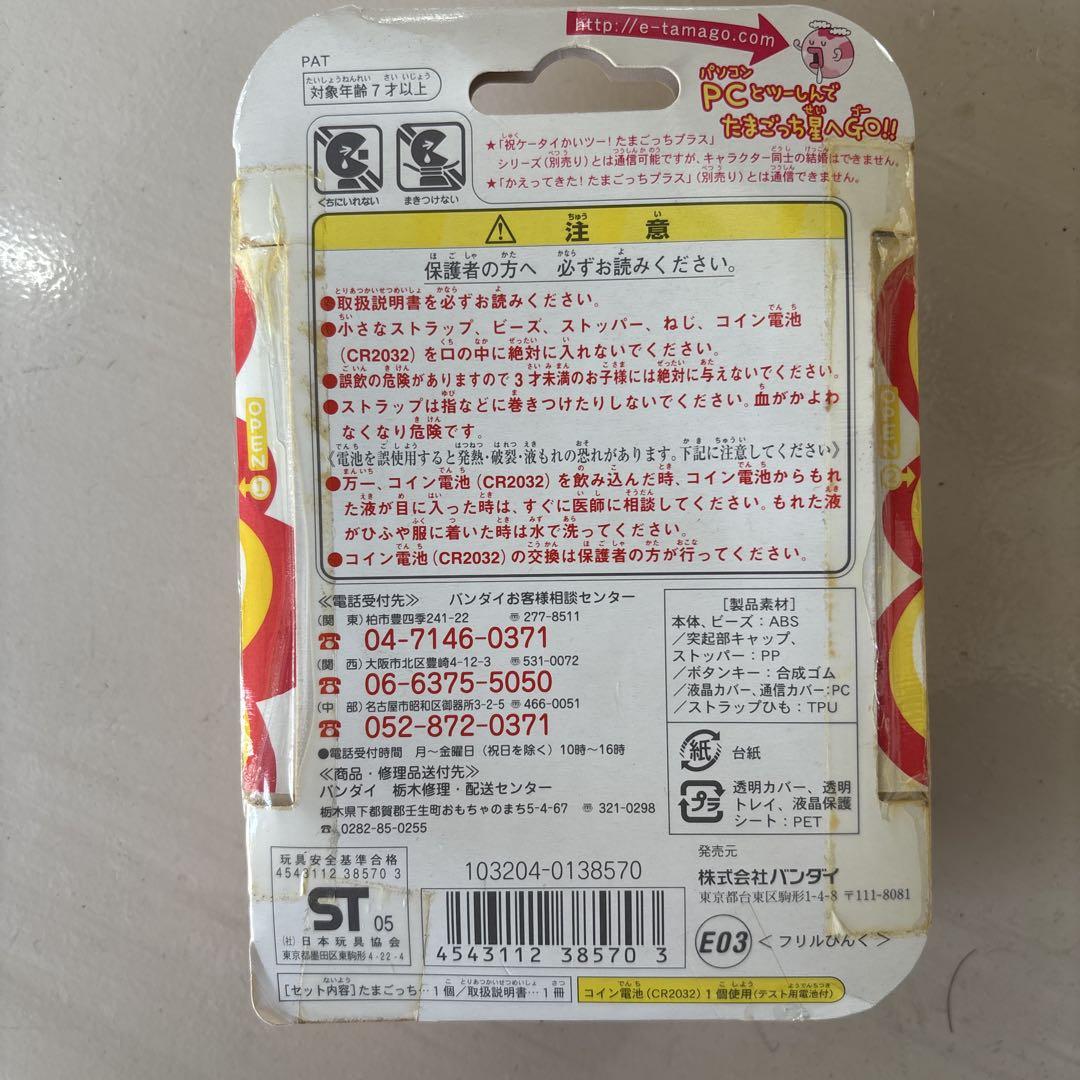 http://e-tamago.com
PAT
対象年齢7才以上
パソコン
PCとツーしんで
たまごっち星へGO!!
くちにいれない
まきつけない
★「祝ケータイかいツー！たまごっちプラス」
シリーズ(別売り)とは通信可能ですが、キャラクター同士の結婚はできません。
★「かえってきた！たまごっちプラス」(別売り)とは通信できません。
注意
保護者の方へ 必ずお読みください。
●取扱説明書を必ずお読みください。
●小さなストラップ、ビーズ、ストッパー、ねじ、コイン電池
(CR2032)を口の中に絶対に入れないでください。
●誤飲の危険がありますので3才未満のお子様には絶対に与えないでください。
●ストラップは指などに巻きつけたりしないでください。血がかよわ
なくなり危険です。
《電池を誤使用すると発熱・破裂・液もれの恐れがあります。下記に注意してください》
●万一、コイン電池(CR2032)を飲み込んだ時、コイン電池からもれ
た液が目に入った時は、すぐに医師に相談してください。もれた液
がひふや服に着いた時は水で洗ってください。
●コイン電池(CR2032)の交換は保護者の方が行ってください。
OPEN
1
OPEN
2
≪電話受付先≫ バンダイお客様相談センター
(関 東)柏市豊四季241-22 〒277-8511
☎ 04-7146-0371
(関 西)大阪市北区豊崎4-12-3 〒531-0072
☎ 06-6375-5050
(中 部)名古屋市昭和区御器所3-2-5 〒466-0051
☎ 052-872-0371
●電話受付時間 月～金曜日(祝日を除く)10時～16時
≪商品・修理品送付先≫
バンダイ 栃木修理・配送センター
栃木県下都賀郡壬生町おもちゃのまち5-4-67 〒321-0298
☎ 0282-85-0255
[製品素材]
本体、ビーズ：ABS
／突起部キャップ、
ストッパー：PP
／ボタンキー：合成ゴム
／液晶カバー、通信カバー：PC
／ストラップひも：TPU
紙
台紙
プラ
透明カバー、透明
トレイ、液晶保護
シート：PET
玩具安全基準合格
4543112 38570 3
ST 05
(社)日本玩具協会
東京都墨田区東駒形4-22-4
103204-0138570
4543112 385703
発売元
株式会社バンダイ
東京都台東区駒形1-4-8 〒111-8081
E03
＜フリルぴんく＞
[セット内容]たまごっち…1個／取扱説明書…1冊
コイン電池(CR2032)1個使用(テスト用電池付)